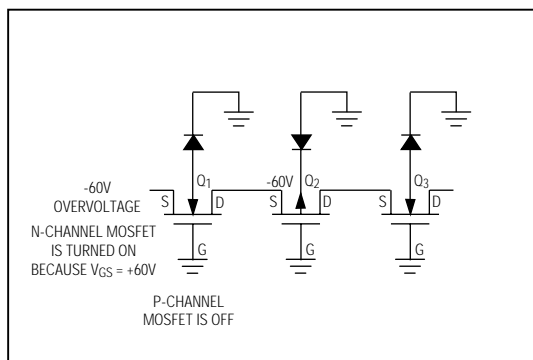 Q1
-60V
Q2
Q3
-60V
OVERVOLTAGE
S
D
S
D
S
D
N-CHANNEL MOSFET
IS TURNED ON
BECAUSE VGS = +60V
G
G
G
P-CHANNEL
MOSFET IS OFF